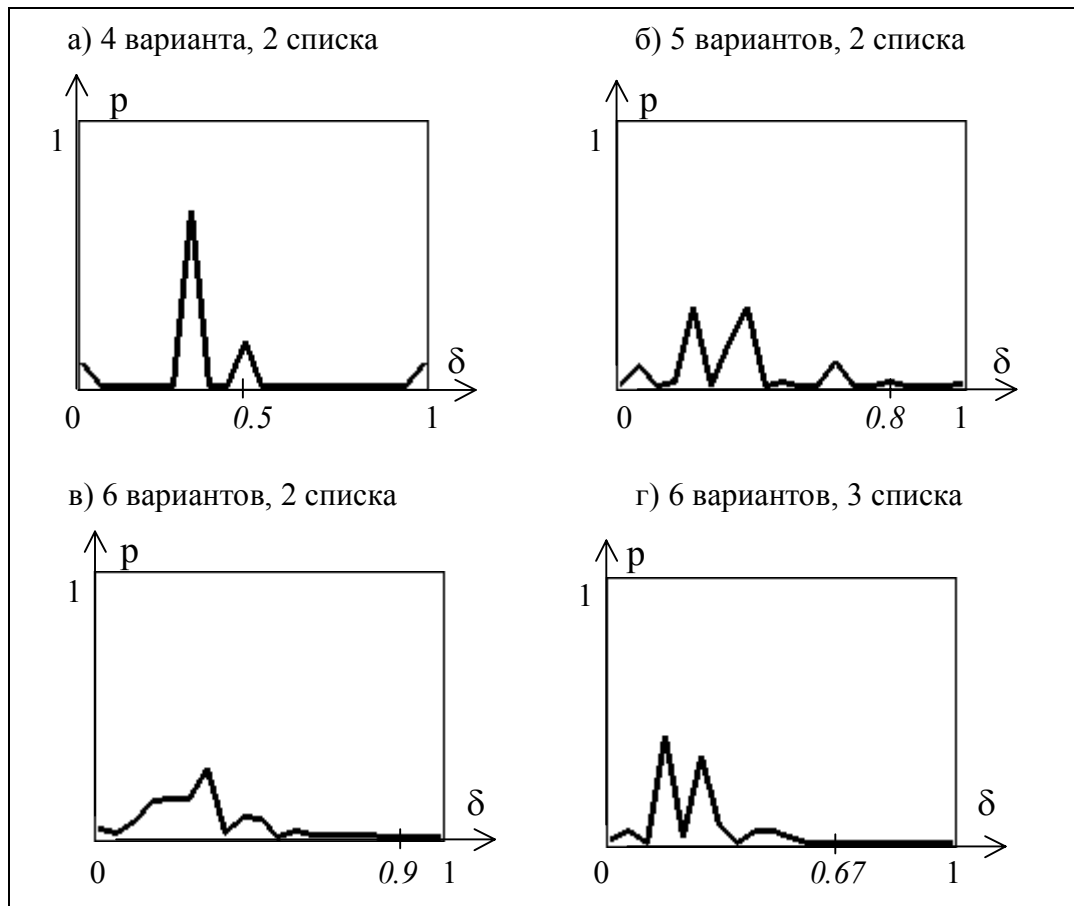 а) 4 варианта, 2 списка
p
1
δ
0
0.5
1
б) 5 вариантов, 2 списка
p
1
δ
0
0.8
1
в) 6 вариантов, 2 списка
p
1
δ
0
0.9
1
г) 6 вариантов, 3 списка
p
1
δ
0
0.67
1